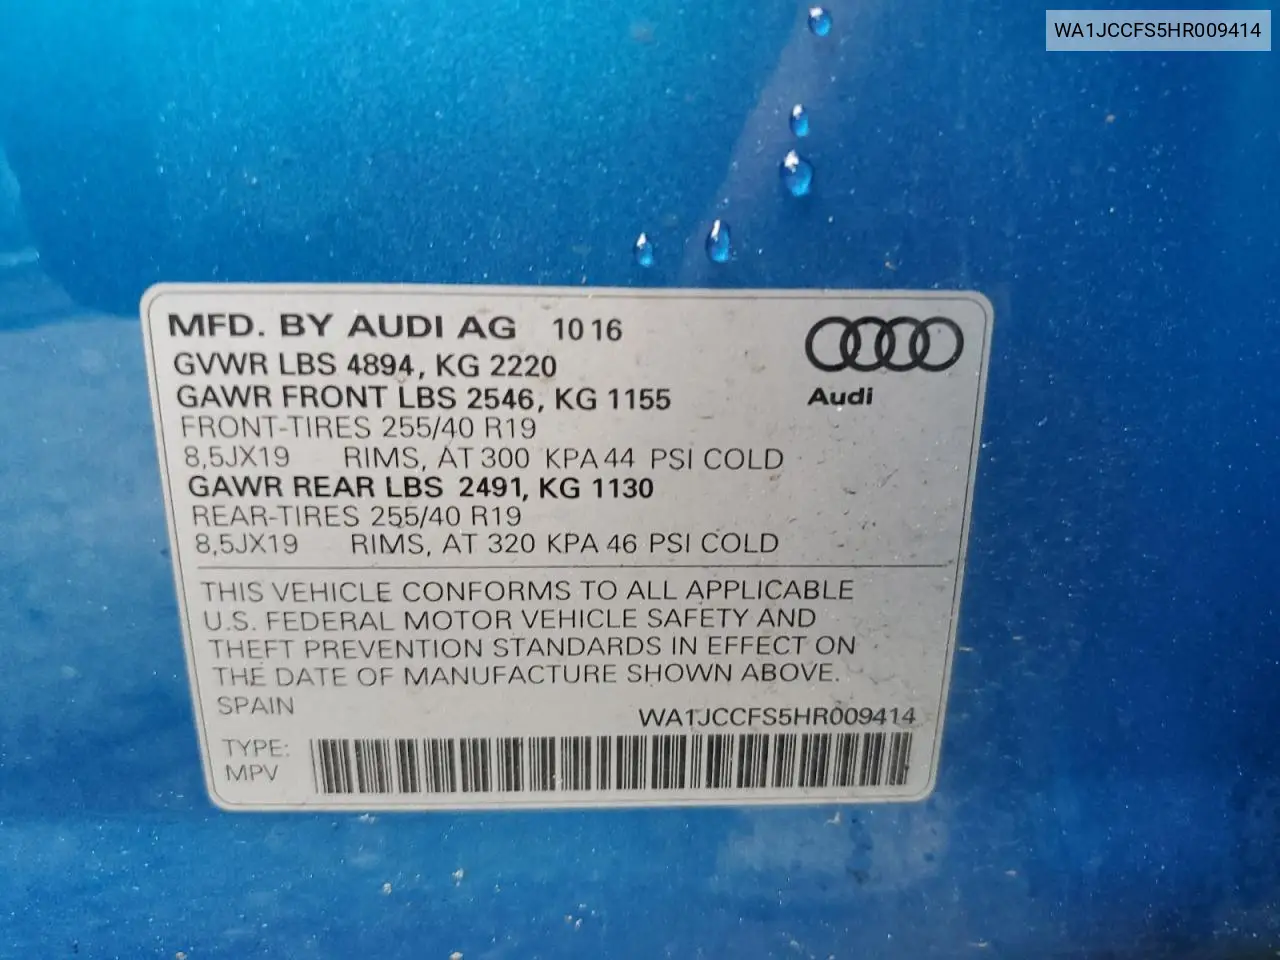 WA1JCCFS5HR009414
MFD. BY AUDI AG 10 16
GVWR LBS 4894, KG 2220
GAWR FRONT LBS 2546, KG 1155
Audi
FRONT-TIRES 255/40 R19
8,5JX19 RIMS, AT 300 KPA 44 PSI COLD
GAWR REAR LBS 2491, KG 1130
REAR-TIRES 255/40 R19
8,5JX19 RIMS, AT 320 KPA 46 PSI COLD
THIS VEHICLE CONFORMS TO ALL APPLICABLE
U.S. FEDERAL MOTOR VEHICLE SAFETY AND
THEFT PREVENTION STANDARDS IN EFFECT ON
THE DATE OF MANUFACTURE SHOWN ABOVE.
SPAIN
WA1JCCFS5HR009414
TYPE:
MPV